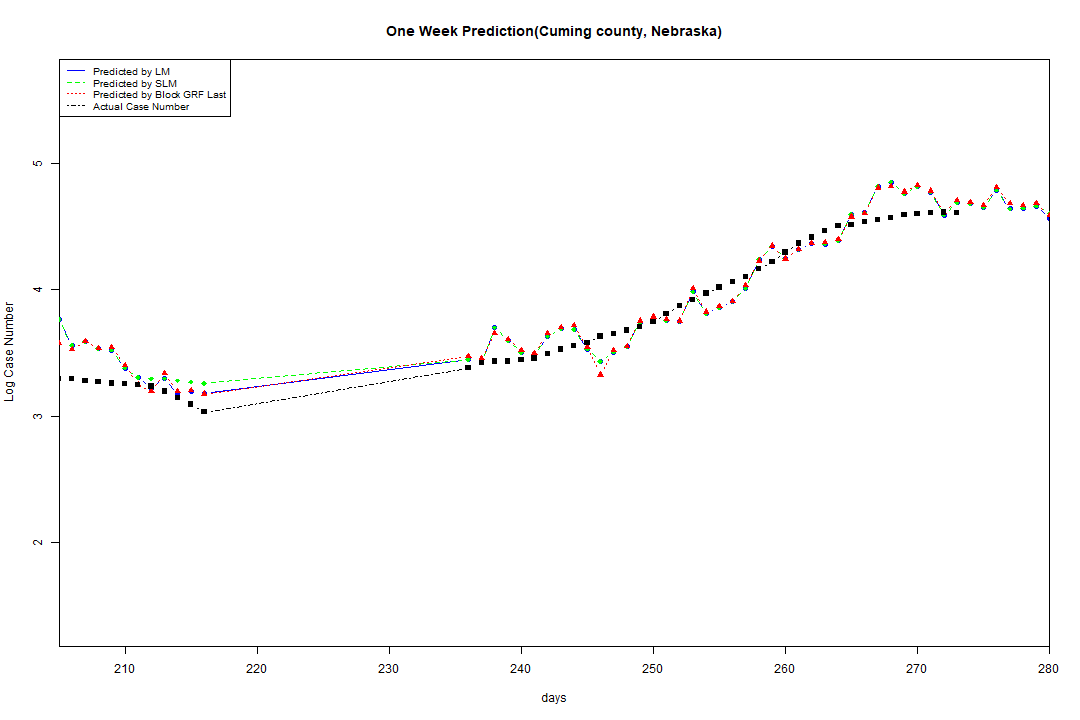 One Week Prediction(Cuming county, Nebraska)
Predicted by LM
Predicted by SLM
Predicted by Block GRF Last
Actual Case Number
5
4
3
2
Log Case Number
210 220 230 240 250 260 270 280
days